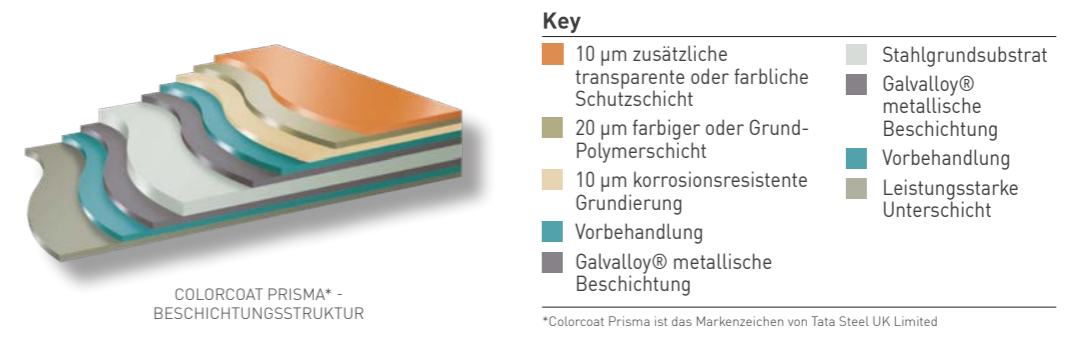 Key
10 µm zusätzliche
transparente oder farbliche
Schutzschicht
20 µm farbiger oder Grund-
Polymerschicht
10 µm korrosionsresistente
Grundierung
Vorbehandlung
Galvalloy® metallische
Beschichtung
Stahlgrundsubstrat
Galvalloy®
metallische
Beschichtung
Vorbehandlung
Leistungsstarke
Unterschicht
COLORCOAT PRISMA* -
BESCHICHTUNGSSTRUKTUR
*Colorcoat Prisma ist das Markenzeichen von Tata Steel UK Limited